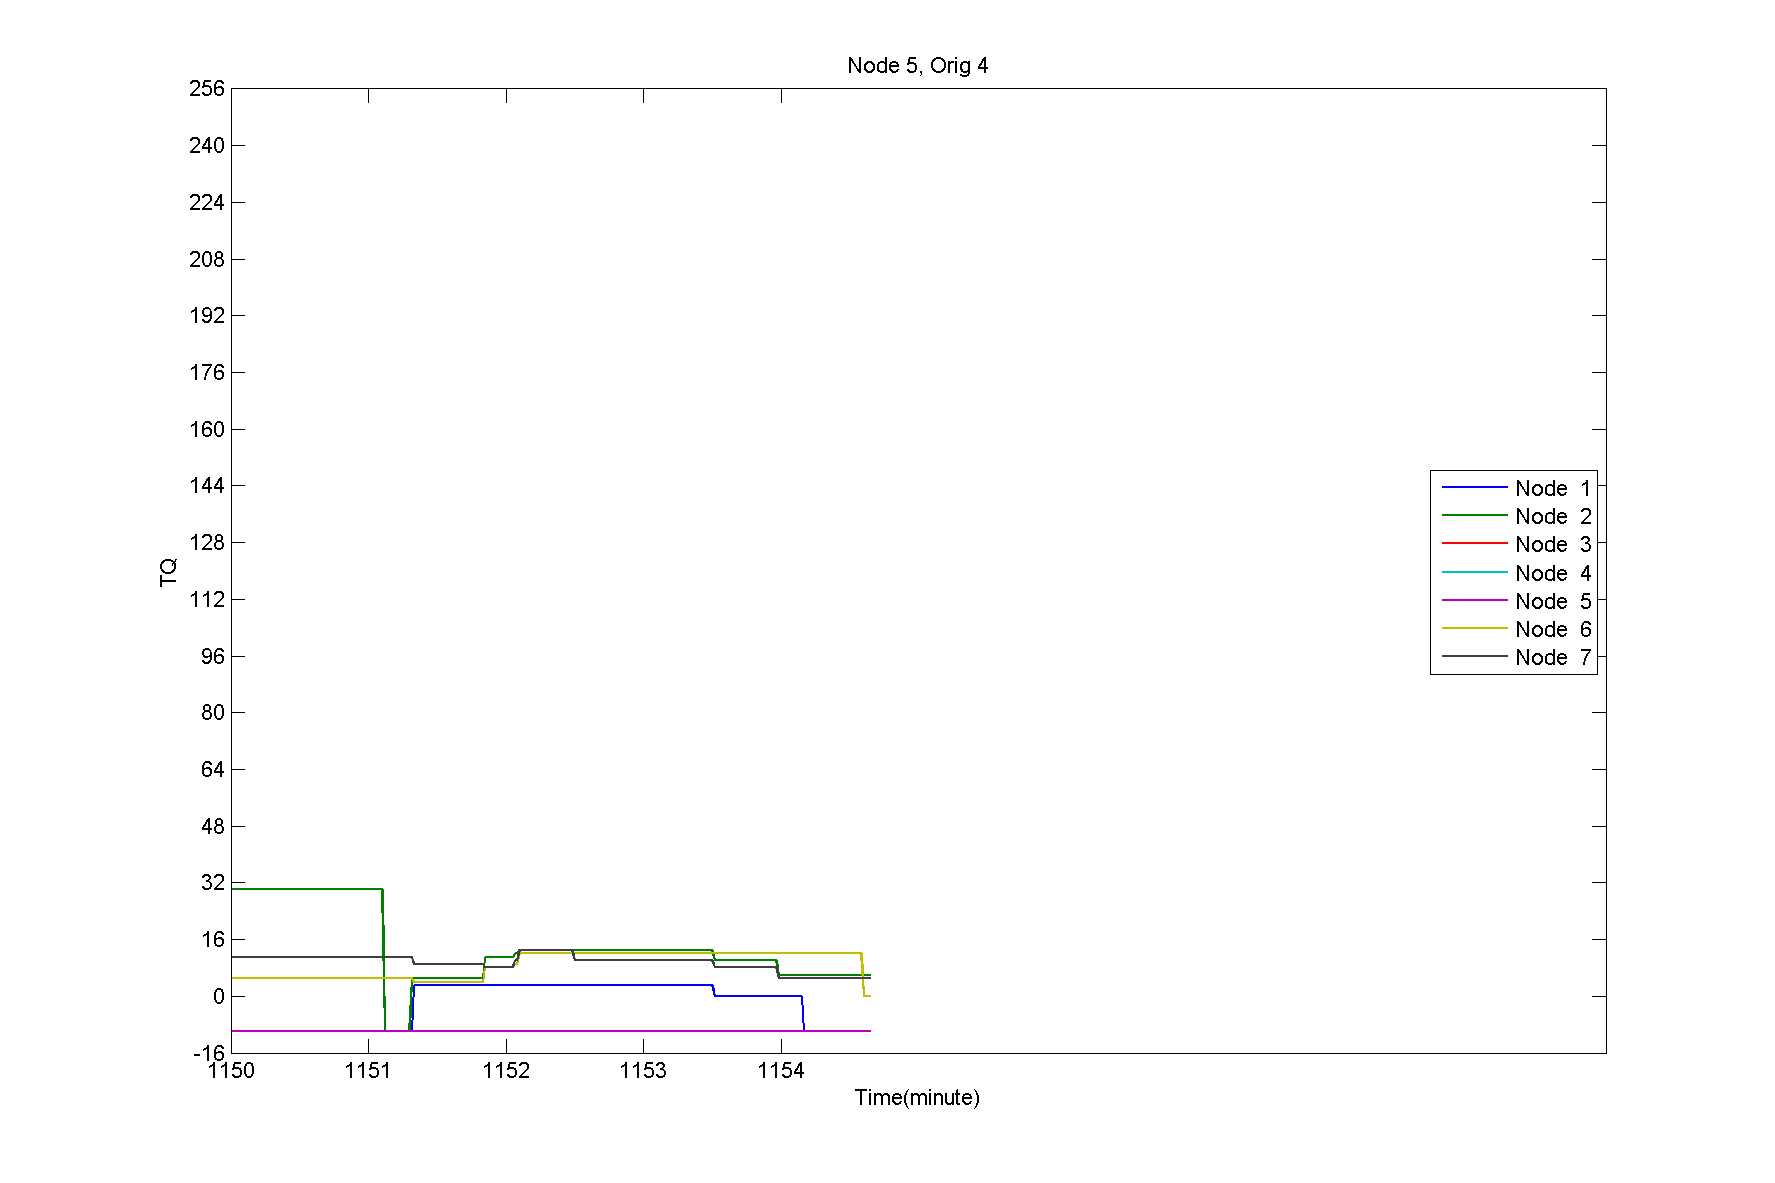 Node 5, Orig 4
256
240
224
208
192
176
160
144
128
112
96
80
64
48
32
16
0
-16
TQ
1150 1151 1152 1153 1154
Time(minute)
Node 1
Node 2
Node 3
Node 4
Node 5
Node 6
Node 7